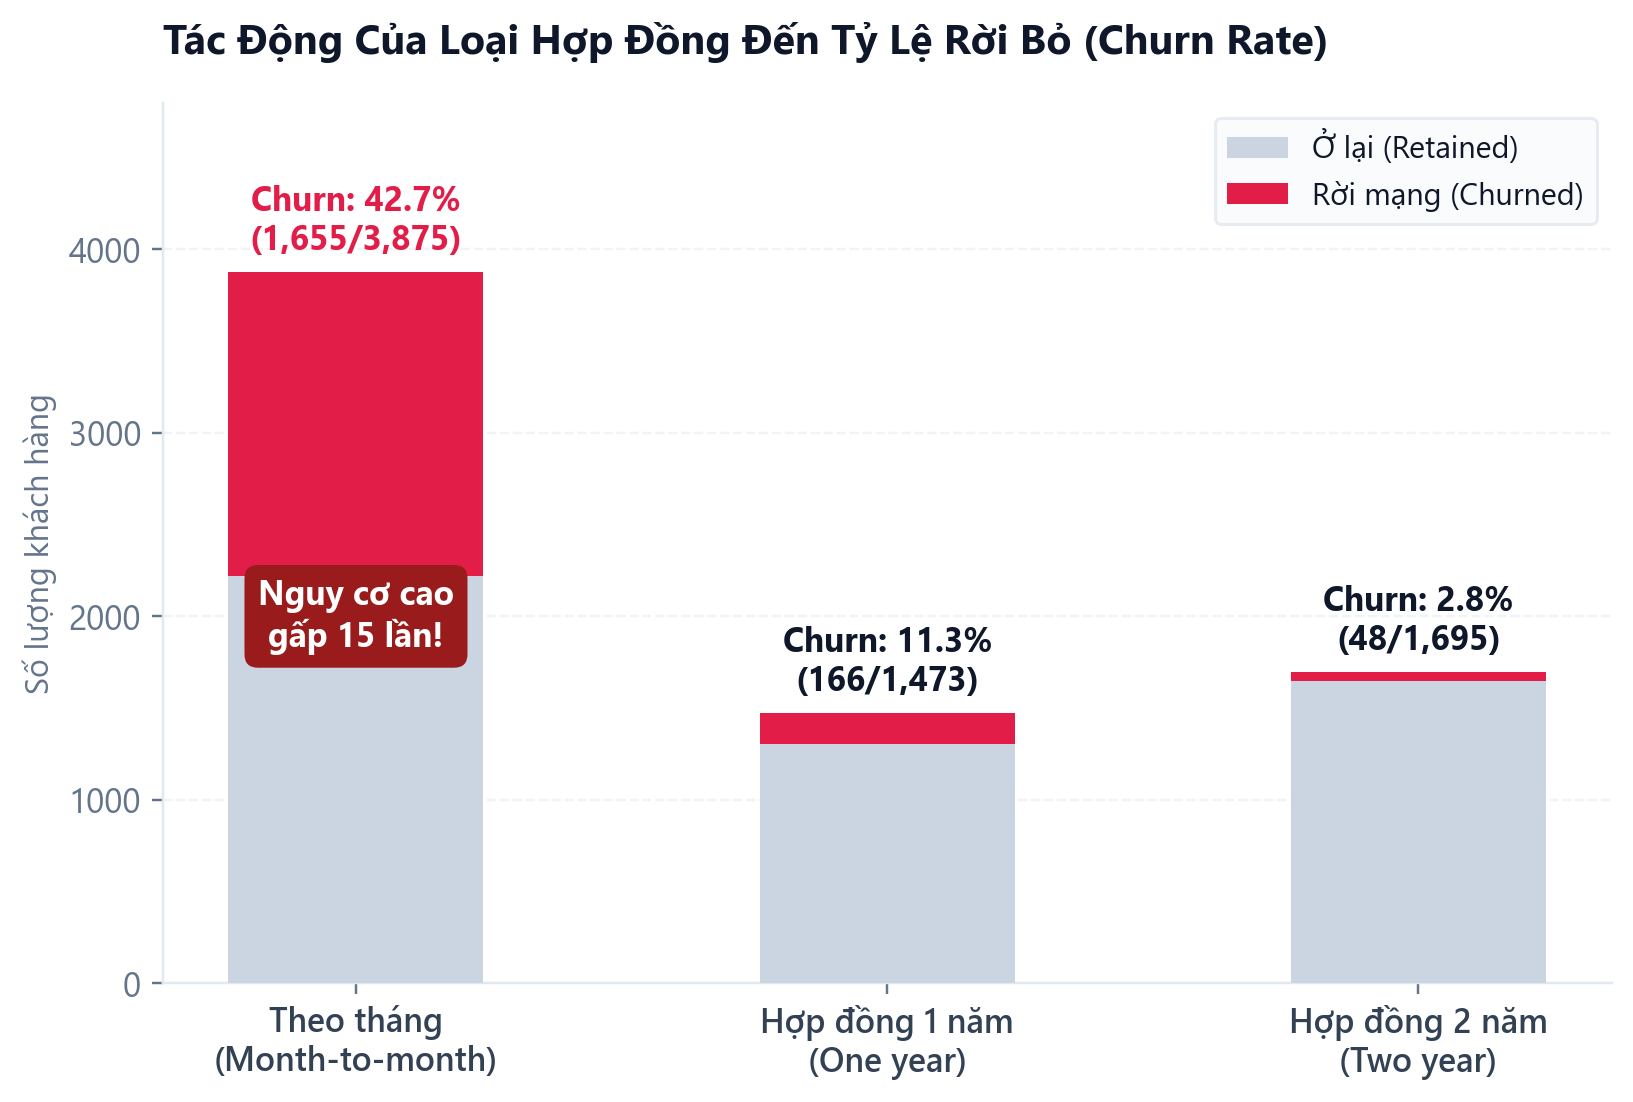 Tác Động Của Loại Hợp Đồng Đến Tỷ Lệ Rời Bỏ (Churn Rate)
Ở lại (Retained)
Rời mạng (Churned)
Số lượng khách hàng
4000
3000
2000
1000
0
Churn: 42.7%
(1,655/3,875)
Nguy cơ cao
gấp 15 lần!
Churn: 11.3%
(166/1,473)
Churn: 2.8%
(48/1,695)
Theo tháng
(Month-to-month)
Hợp đồng 1 năm
(One year)
Hợp đồng 2 năm
(Two year)